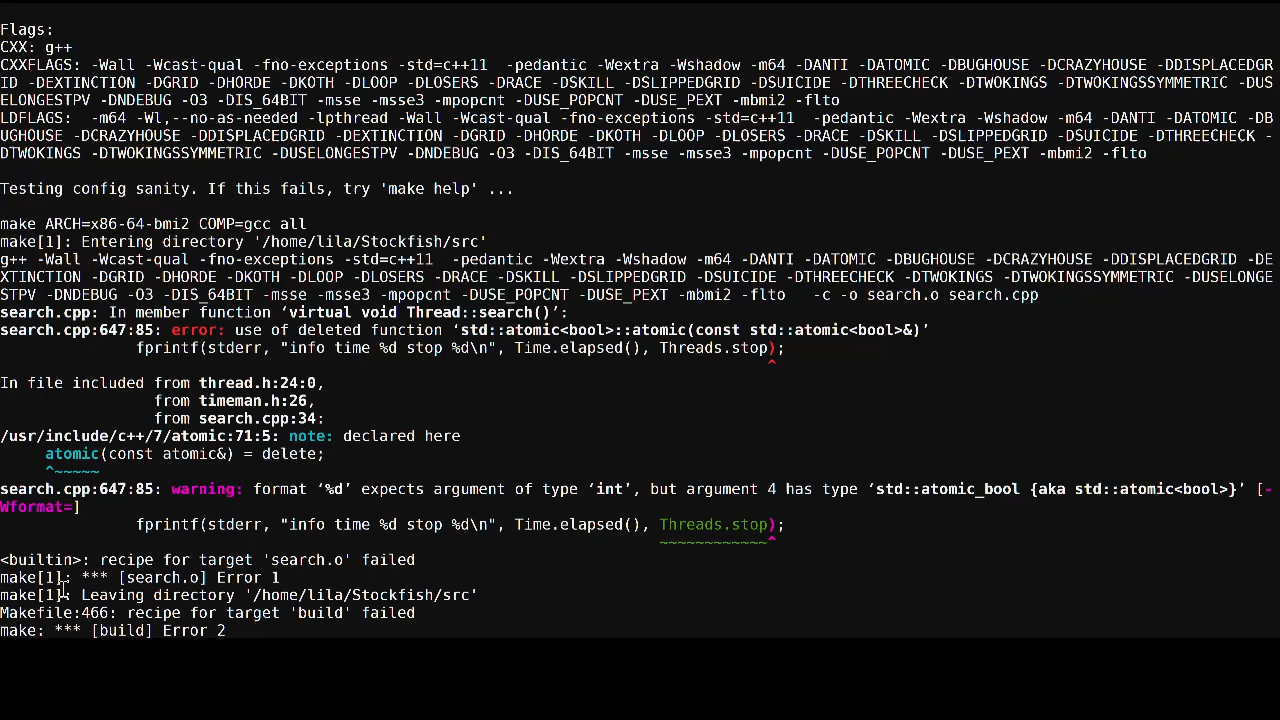 Flags:
CXX: g++
CXXFLAGS: -Wall -Wcast-qual -fno-exceptions -std=c++11  -pedantic -Wextra -Wshadow -m64 -DANTI -DATOMIC -DBUGHOUSE -DCRAZYHOUSE -DDISPLACEDGR
ID -DEXTINCTION -DGRID -DHORDE -DKOTH -DLOOP -DLOSERS -DRACE -DSKILL -DSLIPPEDGRID -DSUICIDE -DTHREECHECK -DTWOKINGS -DTWOKINGSSYMMETRIC -DUS
ELONGESTPV -DNDEBUG -O3 -DIS_64BIT -msse -msse3 -mpopcnt -DUSE_POPCNT -DUSE_PEXT -mbmi2 -flto
LDFLAGS:  -m64 -Wl,--no-as-needed -lpthread -Wall -Wcast-qual -fno-exceptions -std=c++11  -pedantic -Wextra -Wshadow -m64 -DANTI -DATOMIC -DB
UGHOUSE -DCRAZYHOUSE -DDISPLACEDGRID -DEXTINCTION -DGRID -DHORDE -DKOTH -DLOOP -DLOSERS -DRACE -DSKILL -DSLIPPEDGRID -DSUICIDE -DTHREECHECK -
DTWOKINGS -DTWOKINGSSYMMETRIC -DUSELONGESTPV -DNDEBUG -O3 -DIS_64BIT -msse -msse3 -mpopcnt -DUSE_POPCNT -DUSE_PEXT -mbmi2 -flto
Testing config sanity. If this fails, try 'make help' ...
make ARCH=x86-64-bmi2 COMP=gcc all
make[1]: Entering directory '/home/lila/Stockfish/src'
g++ -Wall -Wcast-qual -fno-exceptions -std=c++11  -pedantic -Wextra -Wshadow -m64 -DANTI -DATOMIC -DBUGHOUSE -DCRAZYHOUSE -DDISPLACEDGRID -DE
XTINCTION -DGRID -DHORDE -DKOTH -DLOOP -DLOSERS -DRACE -DSKILL -DSLIPPEDGRID -DSUICIDE -DTHREECHECK -DTWOKINGS -DTWOKINGSSYMMETRIC -DUSELONGE
STPV -DNDEBUG -O3 -DIS_64BIT -msse -msse3 -mpopcnt -DUSE_POPCNT -DUSE_PEXT -mbmi2 -flto   -c -o search.o search.cpp
search.cpp: In member function ‘virtual void Thread::search()’:
search.cpp:647:85: error: use of deleted function ‘std::atomic<bool>::atomic(const std::atomic<bool>&)’
fprintf(stderr, "info time %d stop %d\n", Time.elapsed(), Threads.stop);
^
In file included from thread.h:24:0,
from timeman.h:26,
from search.cpp:34:
/usr/include/c++/7/atomic:71:5: note: declared here
atomic(const atomic&) = delete;
^~~~~~
search.cpp:647:85: warning: format ‘%d’ expects argument of type ‘int’, but argument 4 has type ‘std::atomic_bool {aka std::atomic<bool>}’ [-
Wformat=]
fprintf(stderr, "info time %d stop %d\n", Time.elapsed(), Threads.stop);
~~~~~~~~~~~~^
<builtin>: recipe for target 'search.o' failed
make[1]: *** [search.o] Error 1
make[1]: Leaving directory '/home/lila/Stockfish/src'
Makefile:466: recipe for target 'build' failed
make: *** [build] Error 2